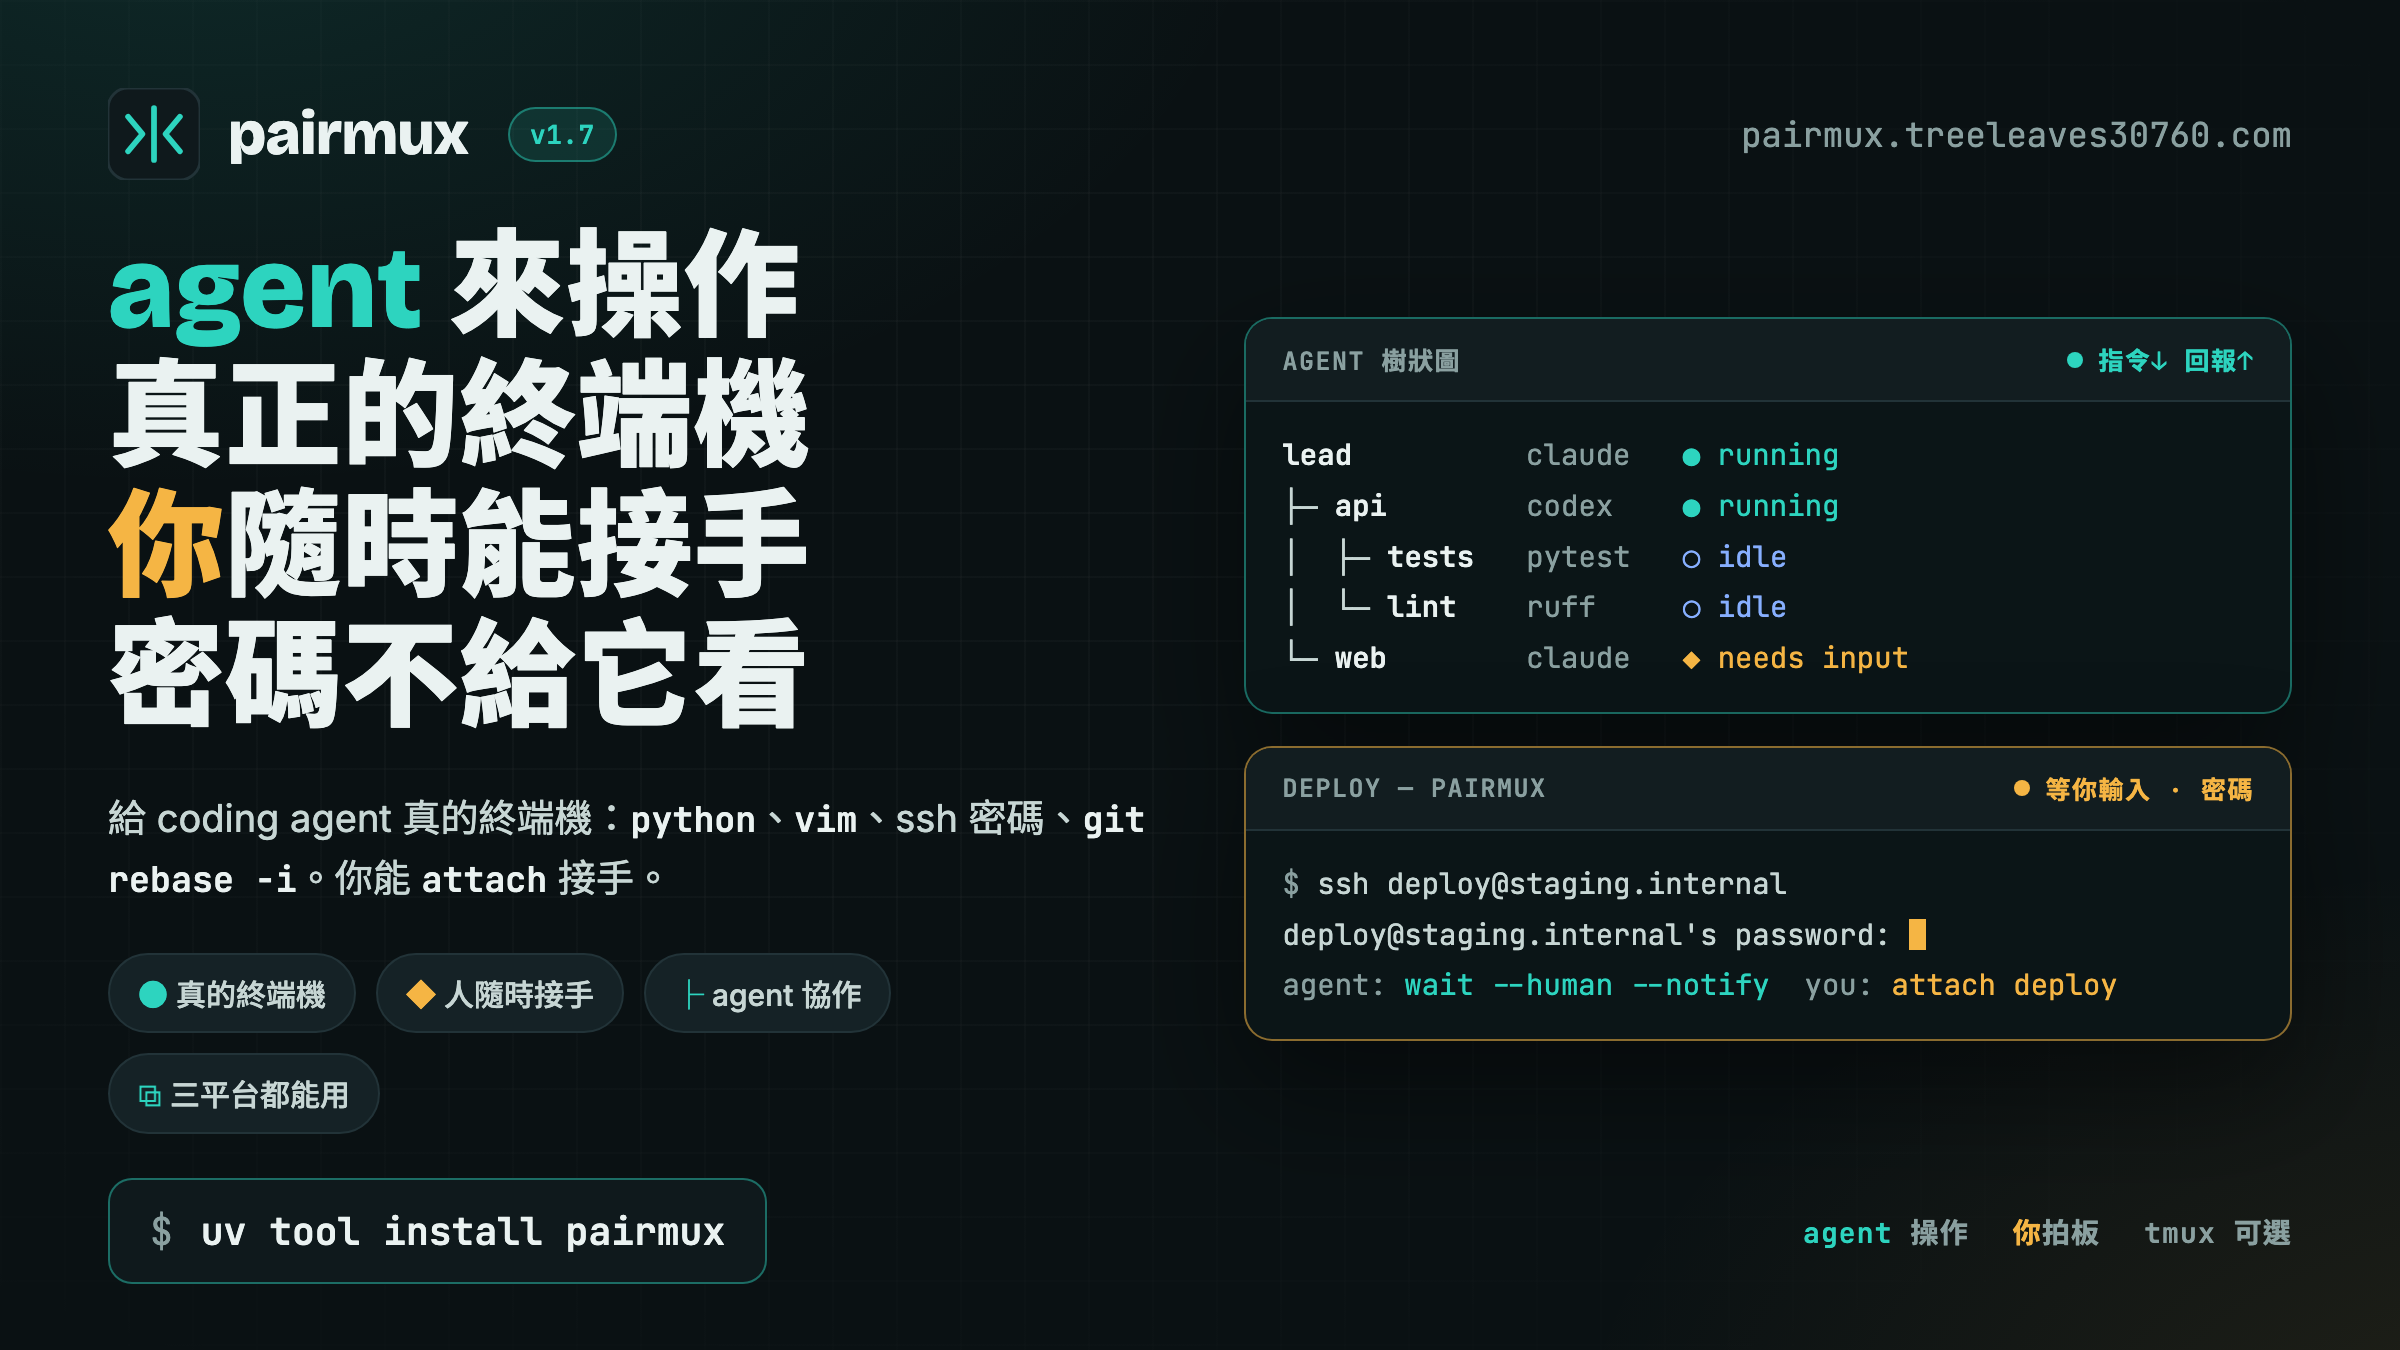 pairmux v1.7
pairmux.treeleaves30760.com
agent 來操作
真正的終端機
你隨時能接手
密碼不給它看
給 coding agent 真的終端機：python、vim、ssh 密碼、git
rebase -i。你能 attach 接手。
● 真的終端機
◆ 人隨時接手
├ agent 協作
⧉ 三平台都能用
$ uv tool install pairmux
AGENT 樹狀圖 ● 指令↓ 回報↑
lead claude ● running
├─ api codex ● running
│ ├─ tests pytest ○ idle
│ └─ lint ruff ○ idle
└─ web claude ◆ needs input
DEPLOY — PAIRMUX ● 等你輸入 · 密碼
$ ssh deploy@staging.internal
deploy@staging.internal's password:
agent: wait --human --notify you: attach deploy
agent 操作 你拍板 tmux 可選